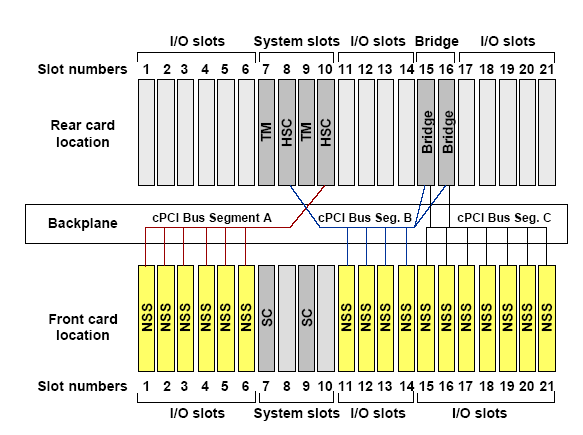 I/O slots System slots I/O slots Bridge I/O slots
Slot numbers 1 2 3 4 5 6 7 8 9 10 11 12 13 14 15 16 17 18 19 20 21
Rear card
location
TM HSC TM HSC Bridge Bridge
Backplane
cPCI Bus Segment A cPCI Bus Seg. B cPCI Bus Seg. C
Front card
location
NSS NSS NSS NSS NSS NSS SC SC NSS NSS NSS NSS NSS NSS NSS NSS NSS NSS NSS
Slot numbers 1 2 3 4 5 6 7 8 9 10 11 12 13 14 15 16 17 18 19 20 21
I/O slots System slots I/O slots I/O slots